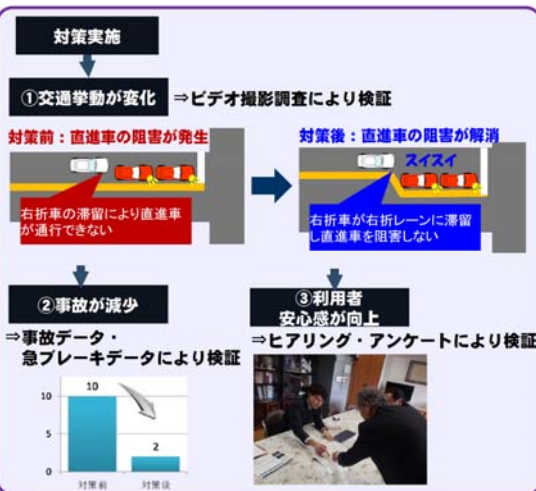 対策実施
①交通挙動が変化 ⇒ビデオ撮影調査により検証
対策前：直進車の阻害が発生
対策後：直進車の阻害が解消
スイスイ
右折車の滞留により直進車
が通行できない
右折車が右折レーンに滞留
し直進車を阻害しない
②事故が減少
⇒事故データ・
急ブレーキデータにより検証
10
5
0
10
2
対策前
対策後
③利用者
安心感が向上
⇒ヒアリング・アンケートにより検証